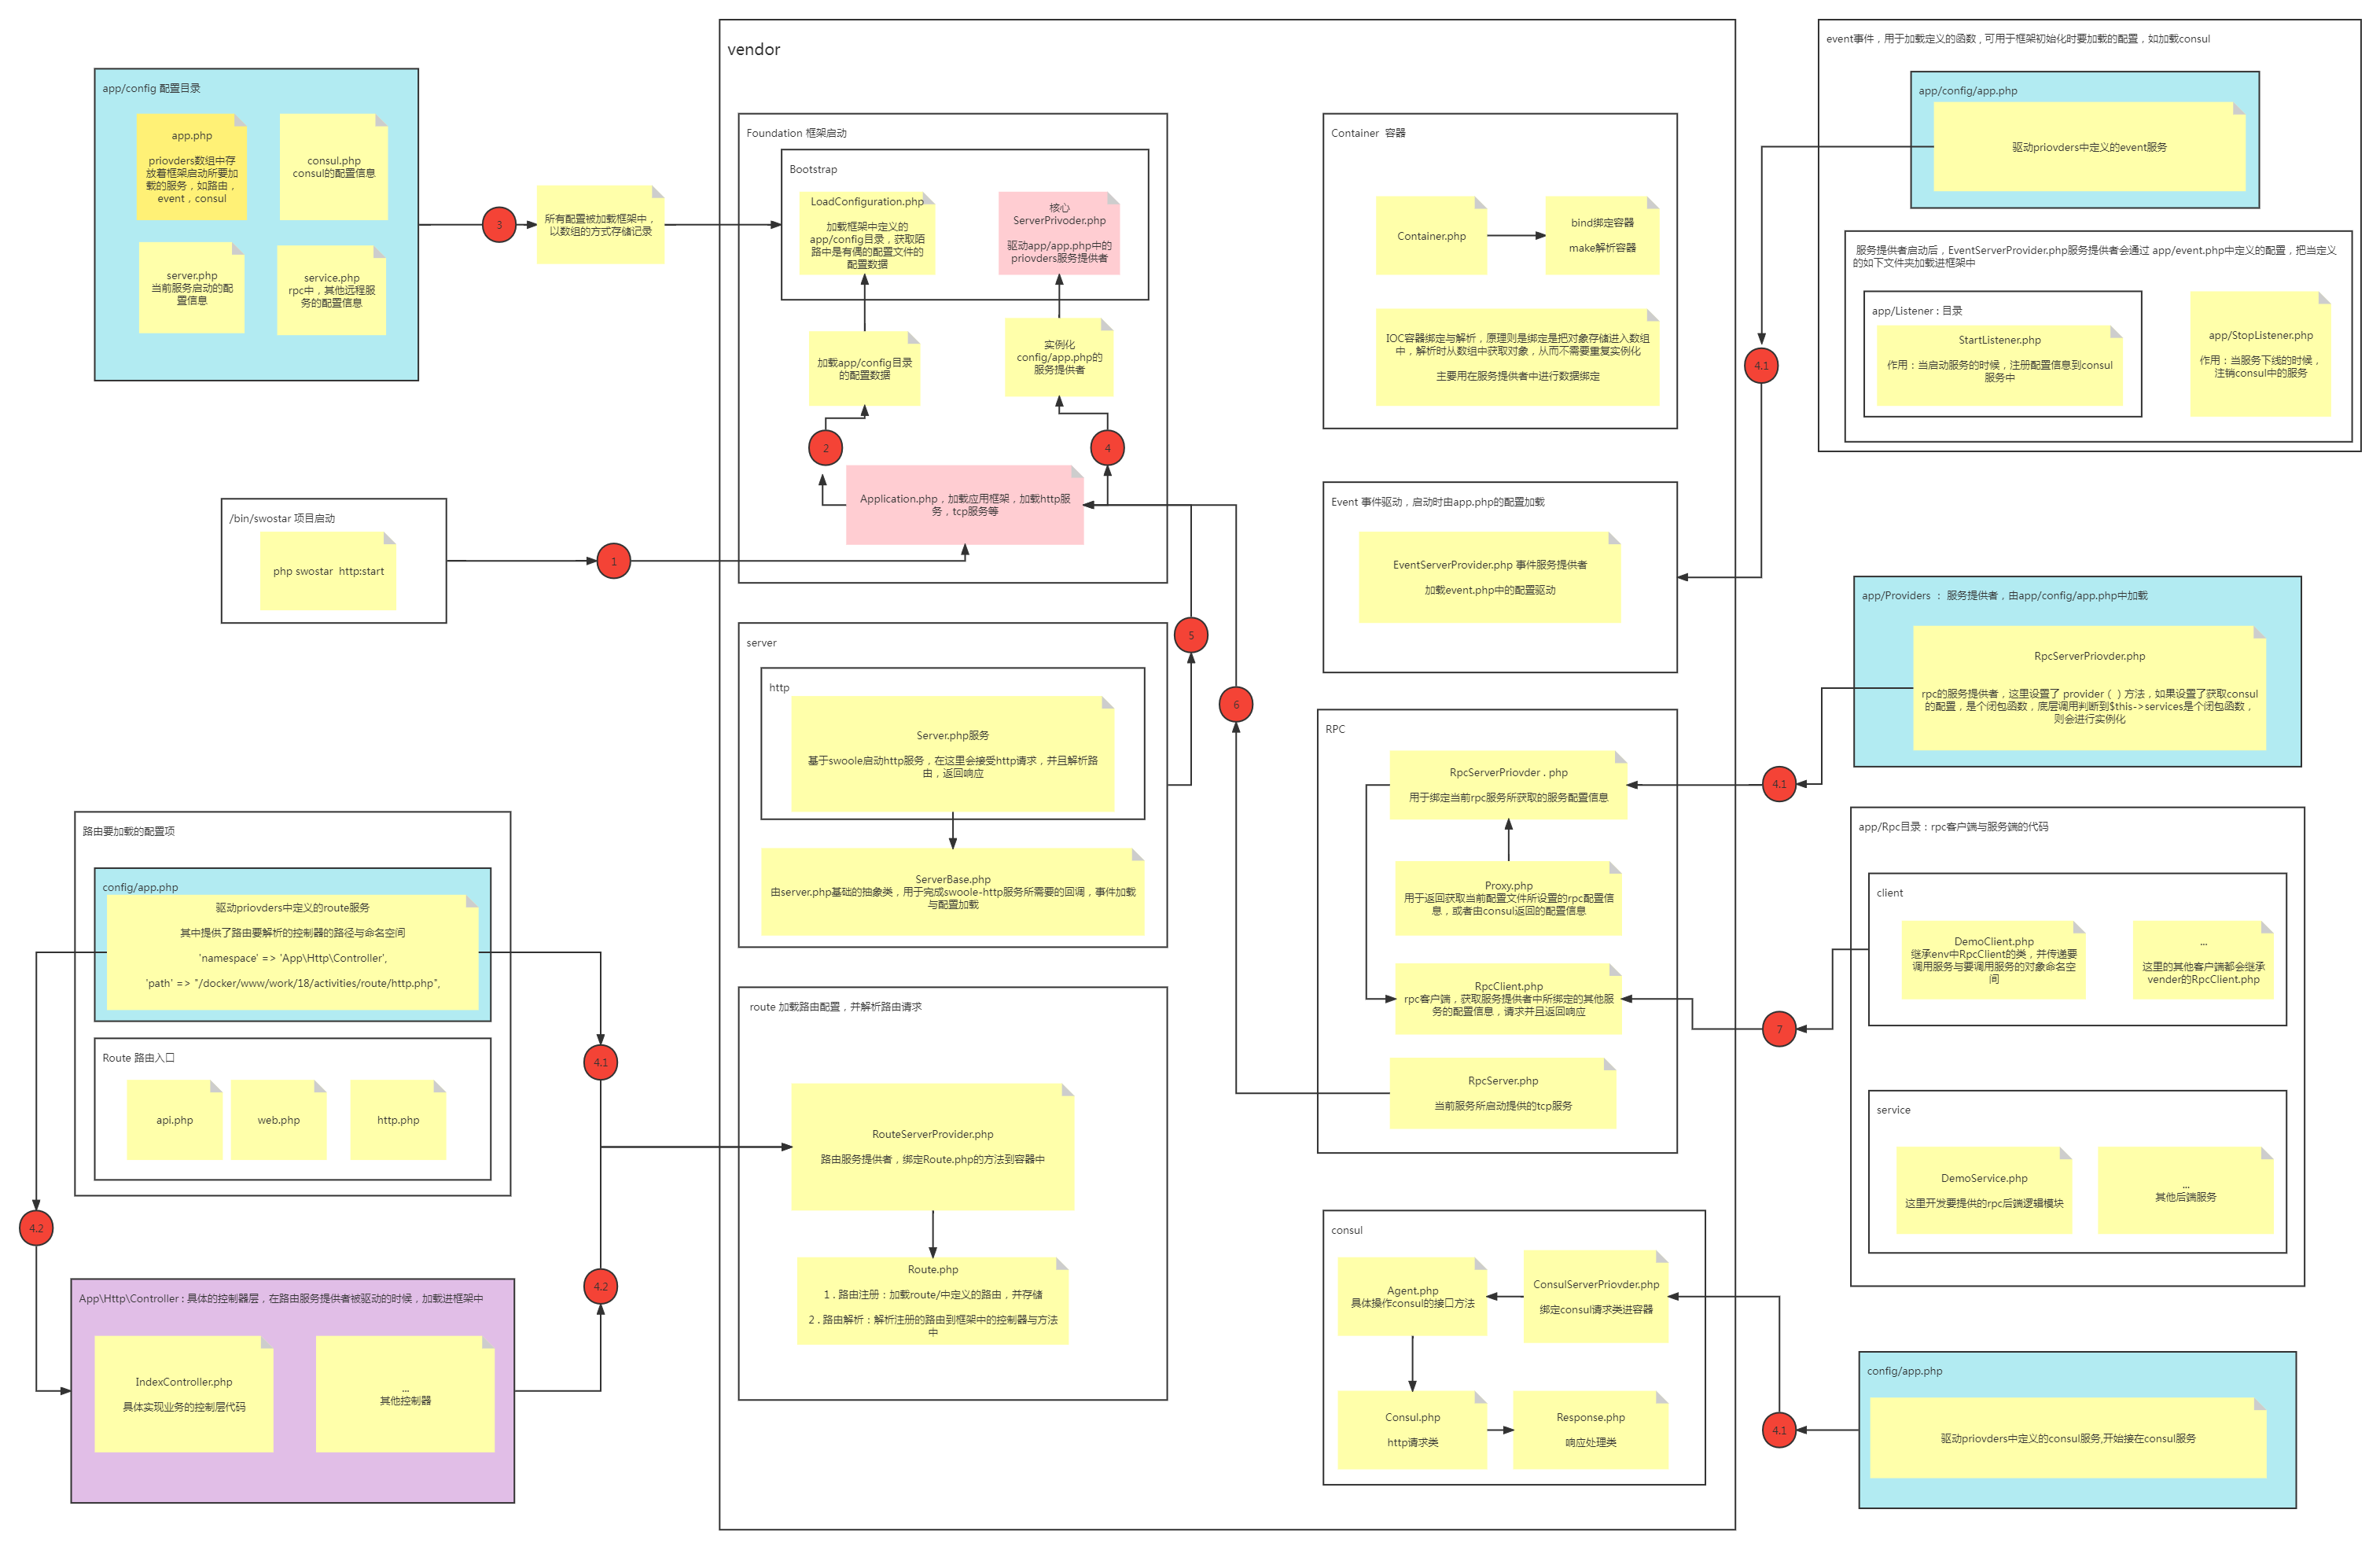 vendor
app/config 配置目录
app.php
priovders数组中存
放着框架启动所要加
载的服务，如路由，
event，consul
consul.php
consul的配置信息
server.php
当前服务启动的配
置信息
service.php
rpc中，其他远程服
务的配置信息
3
所有配置被加载框架中，
以数组的方式存储记录
Foundation 框架启动
Bootstrap
LoadConfiguration.php
加载框架中定义的
app/config目录，获取陌
路中是有偶的配置文件的
配置数据
核心
ServerPrivoder.php
驱动app/app.php中的
priovders服务提供者
加载app/config目录
的配置数据
实例化
config/app.php的
服务提供者
2
4
Application.php，加载应用框架，加载http服
务，tcp服务等
/bin/swostar 项目启动
php swostar  http:start
1
Container  容器
Container.php
bind绑定容器
make解析容器
IOC容器绑定与解析，原理则是绑定是把对象存储进入数组
中，解析时从数组中获取对象，从而不需要重复实例化
主要用在服务提供者中进行数据绑定
Event 事件驱动，启动时由app.php的配置加载
EventServerProvider.php 事件服务提供者
加载event.php中的配置驱动
event事件，用于加载定义的函数 , 可用于框架初始化时要加载的配置，如加载consul
app/config/app.php
驱动priovders中定义的event服务
4.1
服务提供者启动后，EventServerProvider.php服务提供者会通过 app/event.php中定义的配置，把当定义
的如下文件夹加载进框架中
app/Listener : 目录
StartListener.php
作用：当启动服务的时候，注册配置信息到consul
服务中
app/StopListener.php
作用：当服务下线的时候，
注销consul中的服务
server
http
Server.php服务
基于swoole启动http服务，在这里会接受http请求，并且解析路
由，返回响应
ServerBase.php
由server.php基础的抽象类，用于完成swoole-http服务所需要的回调，事件加载
与配置加载
5
6
RPC
RpcServerPriovder . php
用于绑定当前rpc服务所获取的服务配置信息
Proxy.php
用于返回获取当前配置文件所设置的rpc配置信
息，或者由consul返回的配置信息
RpcClient.php
rpc客户端，获取服务提供者中所绑定的其他服
务的配置信息，请求并且返回响应
RpcServer.php
当前服务所启动提供的tcp服务
app/Providers ： 服务提供者，由app/config/app.php中加载
RpcServerPriovder.php
rpc的服务提供者，这里设置了 provider（ ）方法，如果设置了获取consul
的配置，是个闭包函数，底层调用判断到$this->services是个闭包函数，
则会进行实例化
4.1
app/Rpc目录：rpc客户端与服务端的代码
client
DemoClient.php
继承env中RpcClient的类，并传递要
调用服务与要调用服务的对象命名空
间
...
这里的其他客户端都会继承
vender的RpcClient.php
7
service
DemoService.php
这里开发要提供的rpc后端逻辑模块
...
其他后端服务
路由要加载的配置项
config/app.php
驱动priovders中定义的route服务
其中提供了路由要解析的控制器的路径与命名空间
'namespace' => 'App\Http\Controller',
'path' => "/docker/www/work/18/activities/route/http.php",
Route 路由入口
api.php
web.php
http.php
4.1
4.2
4.2
App\Http\Controller : 具体的控制器层，在路由服务提供者被驱动的时候，加载进框架中
IndexController.php
具体实现业务的控制层代码
...
其他控制器
route 加载路由配置，并解析路由请求
RouteServerProvider.php
路由服务提供者，绑定Route.php的方法到容器中
Route.php
1 . 路由注册：加载route/中定义的路由，并存储
2 . 路由解析：解析注册的路由到框架中的控制器与方法
中
consul
Agent.php
具体操作consul的接口方法
ConsulServerPriovder.php
绑定consul请求类进容器
Consul.php
http请求类
Response.php
响应处理类
4.1
config/app.php
驱动priovders中定义的consul服务,开始接在consul服务